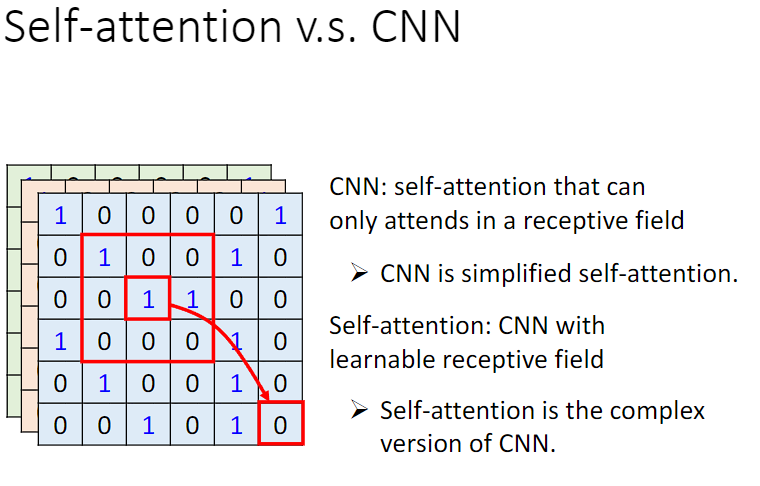 Self-attention v.s. CNN
CNN: self-attention that can
only attends in a receptive field
➢ CNN is simplified self-attention.
Self-attention: CNN with
learnable receptive field
➢ Self-attention is the complex
version of CNN.
1 0 0 0 0 1
0 1 0 0 1 0
0 0 1 1 0 0
1 0 0 0 1 0
0 1 0 0 1 0
0 0 1 0 1 0